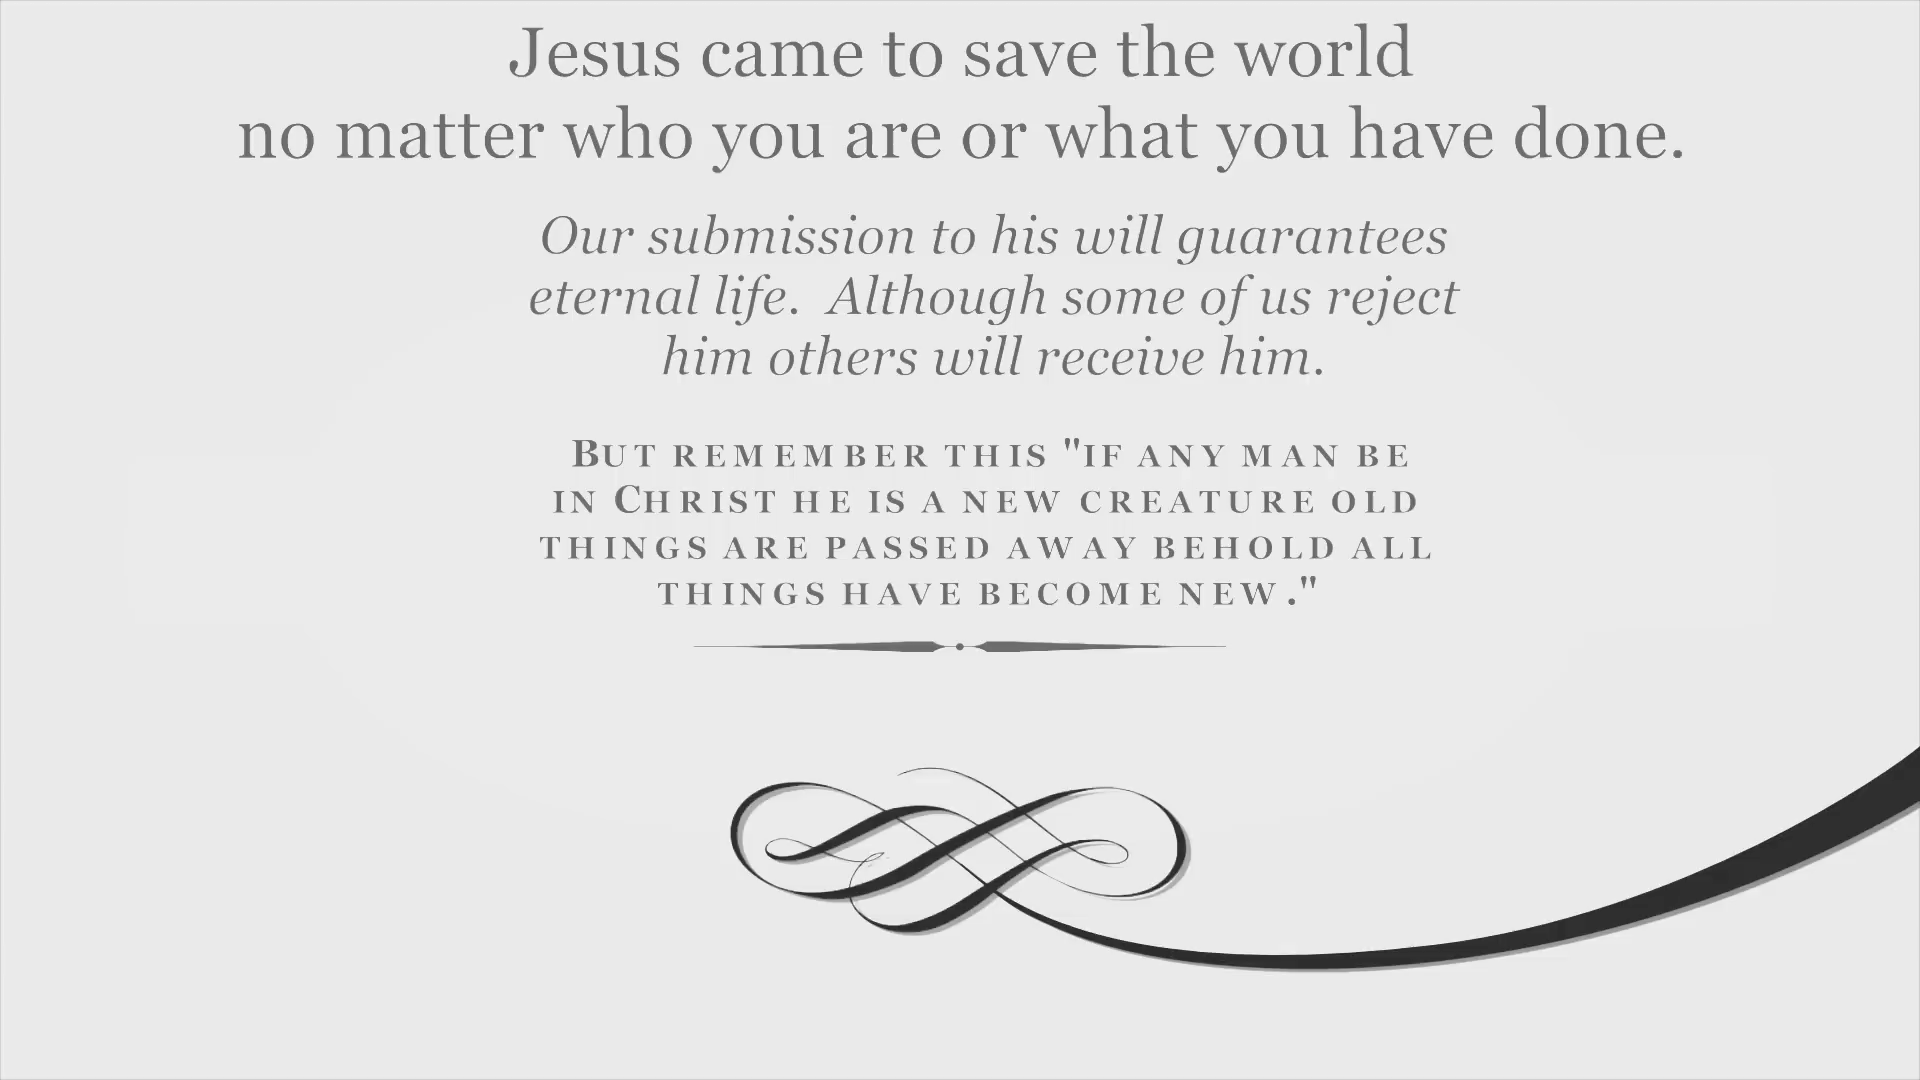 Jesus came to save the world
no matter who you are or what you have done.
Our submission to his will guarantees
eternal life.  Although some of us reject
him others will receive him.
But remember this "if any man be
in Christ he is a new creature old
things are passed away behold all
things have become new."